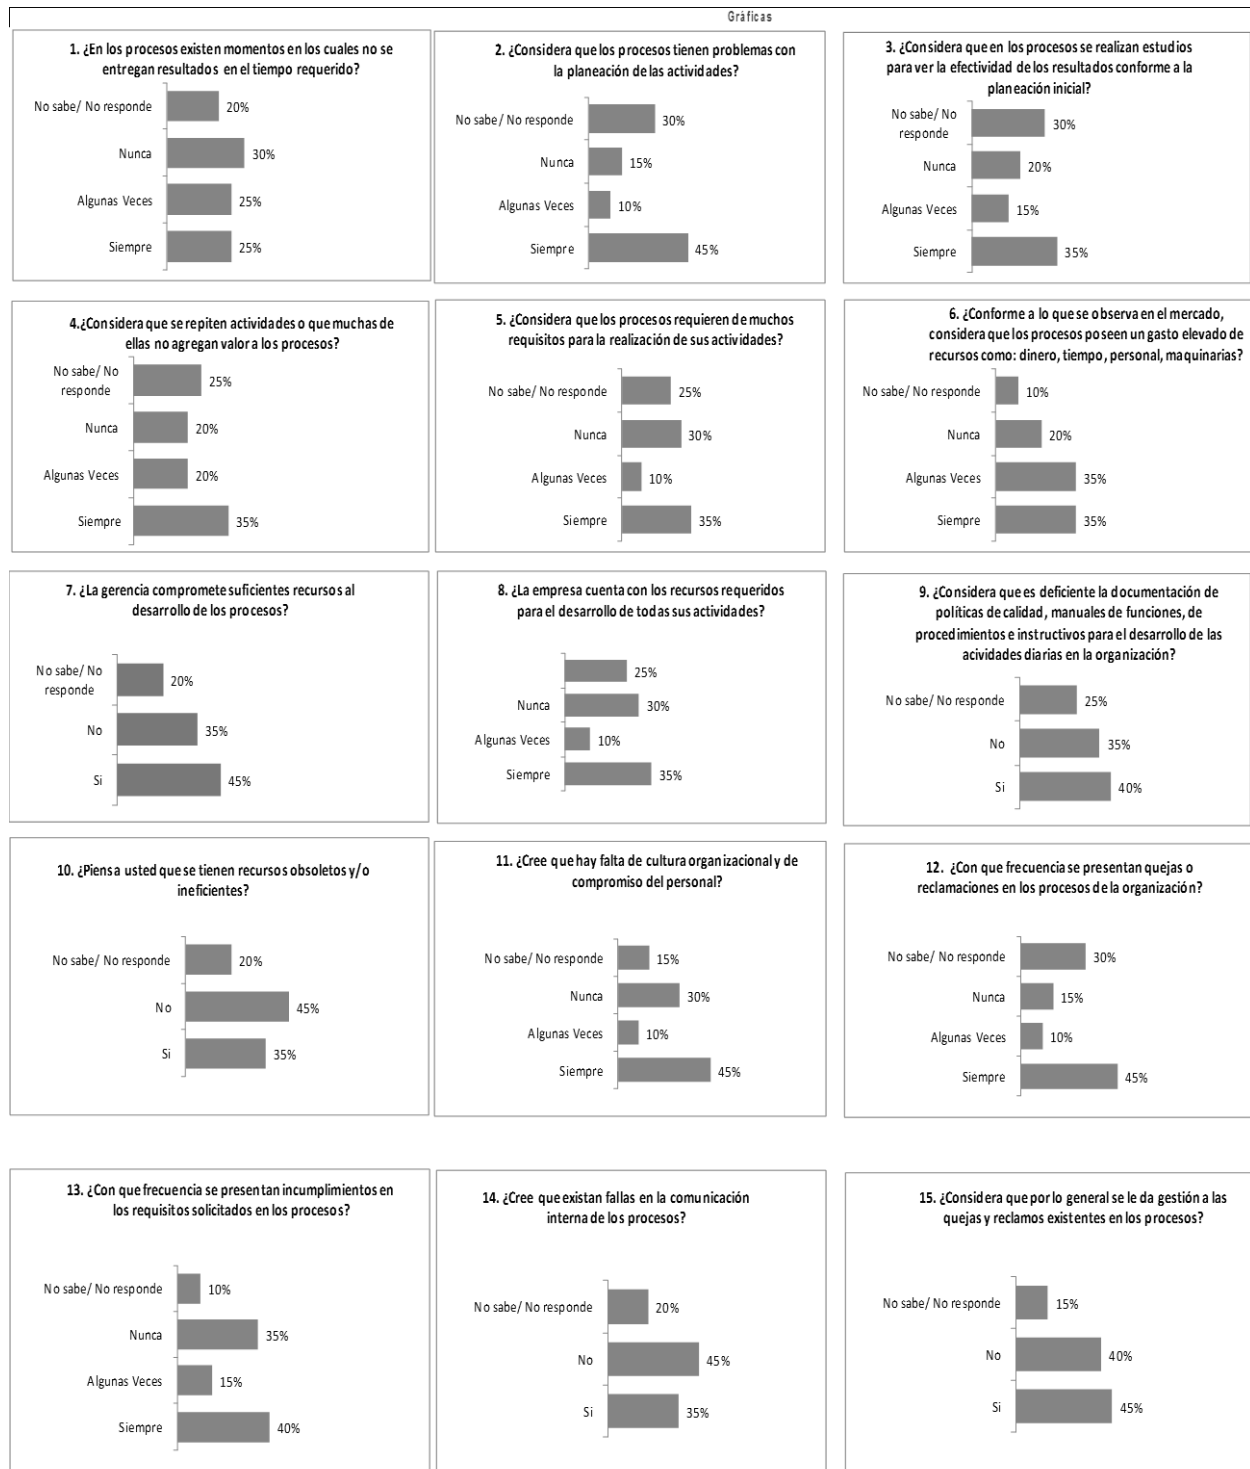 Gráficas
1. ¿En los procesos existen momentos en los cuales no se
entregan resultados en el tiempo requerido?
No sabe/ No responde
20%
Nunca
30%
Algunas Veces
25%
Siempre
25%
2. ¿Considera que los procesos tienen problemas con
la planeación de las actividades?
No sabe/ No responde
30%
Nunca
15%
Algunas Veces
10%
Siempre
45%
3. ¿Considera que en los procesos se realizan estudios
para ver la efectividad de los resultados conforme a la
planeación inicial?
No sabe/ No
responde
30%
Nunca
20%
Algunas Veces
15%
Siempre
35%
4.¿Considera que se repiten actividades o que muchas de
ellas no agregan valor a los procesos?
No sabe/ No
responde
25%
Nunca
20%
Algunas Veces
20%
Siempre
35%
5. ¿Considera que los procesos requieren de muchos
requisitos para la realización de sus actividades?
No sabe/ No responde
25%
Nunca
30%
Algunas Veces
10%
Siempre
35%
6. ¿Conforme a lo que se observa en el mercado,
considera que los procesos poseen un gasto elevado de
recursos como: dinero, tiempo, personal, maquinarias?
No sabe/ No responde
10%
Nunca
20%
Algunas Veces
35%
Siempre
35%
7. ¿La gerencia compromete suficientes recursos al
desarrollo de los procesos?
No sabe/ No
responde
20%
No
35%
Si
45%
8. ¿La empresa cuenta con los recursos requeridos
para el desarrollo de todas sus actividades?
25%
Nunca
30%
Algunas Veces
10%
Siempre
35%
9. ¿Considera que es deficiente la documentación de
políticas de calidad, manuales de funciones, de
procedimientos e instructivos para el desarrollo de las
acividades diarias en la organización?
No sabe/ No responde
25%
No
35%
Si
40%
10. ¿Piensa usted que se tienen recursos obsoletos y/o
ineficientes?
No sabe/ No responde
20%
No
45%
Si
35%
11. ¿Cree que hay falta de cultura organizacional y de
compromiso del personal?
No sabe/ No responde
15%
Nunca
30%
Algunas Veces
10%
Siempre
45%
12. ¿Con que frecuencia se presentan quejas o
reclamaciones en los procesos de la organización?
No sabe/ No responde
30%
Nunca
15%
Algunas Veces
10%
Siempre
45%
13. ¿Con que frecuencia se presentan incumplimientos en
los requisitos solicitados en los procesos?
No sabe/ No responde
10%
Nunca
35%
Algunas Veces
15%
Siempre
40%
14. ¿Cree que existan fallas en la comunicación
interna de los procesos?
No sabe/ No responde
20%
No
45%
Si
35%
15. ¿Considera que por lo general se le da gestión a las
quejas y reclamos existentes en los procesos?
No sabe/ No responde
15%
No
40%
Si
45%